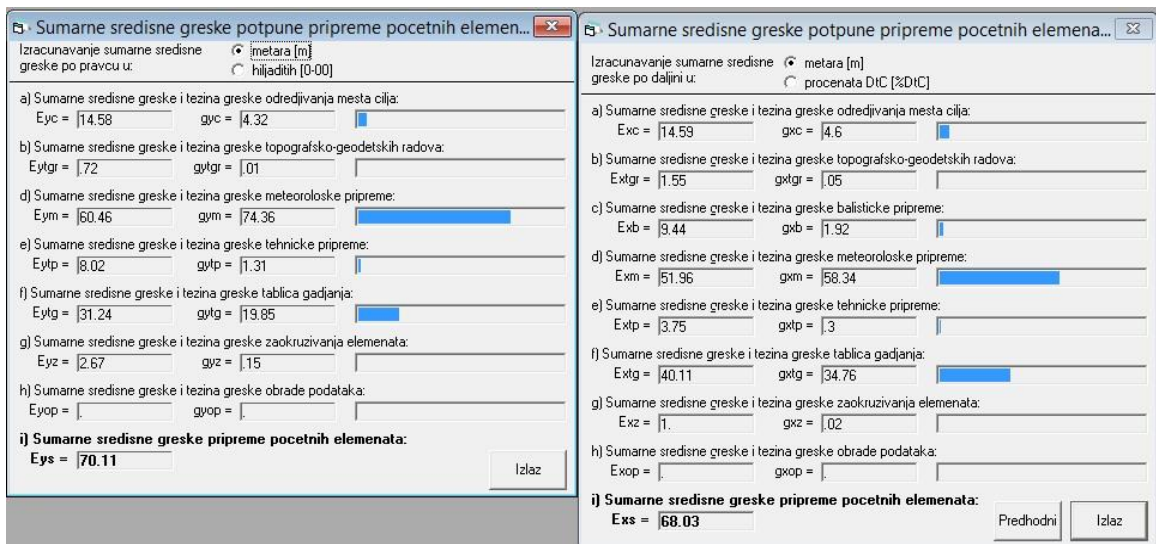 Sumarne sredisne greske potpune pripreme pocetnih elemen...
Izracunavanje sumarne sredisne
greske po pravcu u:
metara [m]
hiljaditih [0-00]
a) Sumarne sredisne greske i tezina greske odredjivanja mesta cilja:
Eyc = 14.58 gyc = 4.32
b) Sumarne sredisne greske i tezina greske topografsko-geodetskih radova:
Eytgr = .72 gytgr = .01
d) Sumarne sredisne greske i tezina greske meteoroloske pripreme:
Eym = 60.46 gym = 74.36
e) Sumarne sredisne greske i tezina greske tehnicke pripreme:
Eytp = 8.02 gytp = 1.31
f) Sumarne sredisne greske i tezina greske tablica gadjanja:
Eytg = 31.24 gytg = 19.85
g) Sumarne sredisne greske i tezina greske zaokruzivanja elemenata:
Eyz = 2.67 gyz = .15
h) Sumarne sredisne greske i tezina greske obrade podataka:
Eyop = . gyop = .
i) Sumarne sredisne greske pripreme pocetnih elemenata:
Eys = 70.11
Izlaz
Sumarne sredisne greske potpune pripreme pocetnih elemena...
Izracunavanje sumarne sredisne
greske po daljini u:
metara [m]
procenata DtC [%DtC]
a) Sumarne sredisne greske i tezina greske odredjivanja mesta cilja:
Exc = 14.59 gxc = 4.6
b) Sumarne sredisne greske i tezina greske topografsko-geodetskih radova:
Extgr = 1.55 gxtgr = .05
c) Sumarne sredisne greske i tezina greske balisticke pripreme:
Exb = 9.44 gxb = 1.92
d) Sumarne sredisne greske i tezina greske meteoroloske pripreme:
Exm = 51.96 gxm = 58.34
e) Sumarne sredisne greske i tezina greske tehnicke pripreme:
Extp = 3.75 gxtp = .3
f) Sumarne sredisne greske i tezina greske tablica gadjanja:
Extg = 40.11 gxtg = 34.76
g) Sumarne sredisne greske i tezina greske zaokruzivanja elemenata:
Exz = 1. gxz = .02
h) Sumarne sredisne greske i tezina greske obrade podataka:
Exop = . gxop = .
i) Sumarne sredisne greske pripreme pocetnih elemenata:
Exs = 68.03
Predhodni
Izlaz